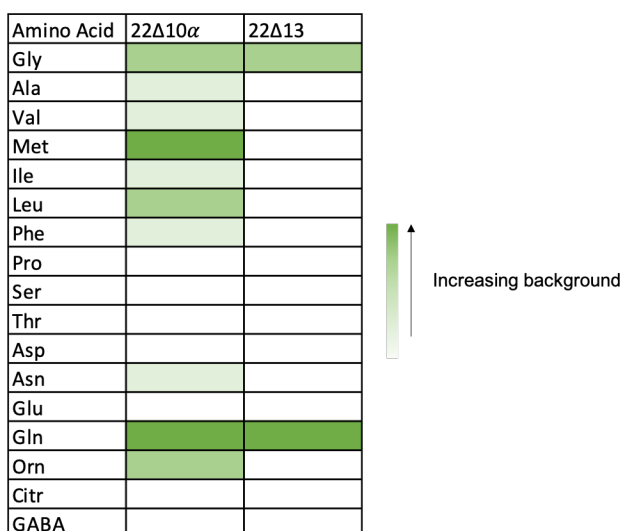 Amino Acid 22Δ10α 22Δ13
Gly
Ala
Val
Met
Ile
Leu
Phe
Pro
Ser
Thr
Asp
Asn
Glu
Gln
Orn
Citr
GABA
Increasing background